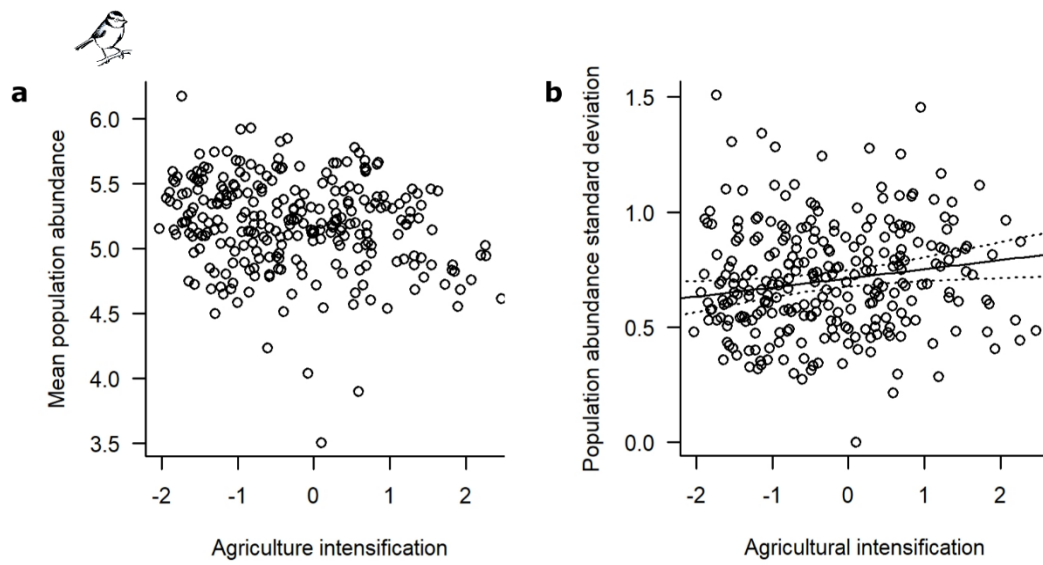 a
Mean population abundance
6.0
5.5
5.0
4.5
4.0
3.5
-2 -1 0 1 2
Agriculture intensification
b
Population abundance standard deviation
1.5
1.0
0.5
0.0
-2 -1 0 1 2
Agricultural intensification